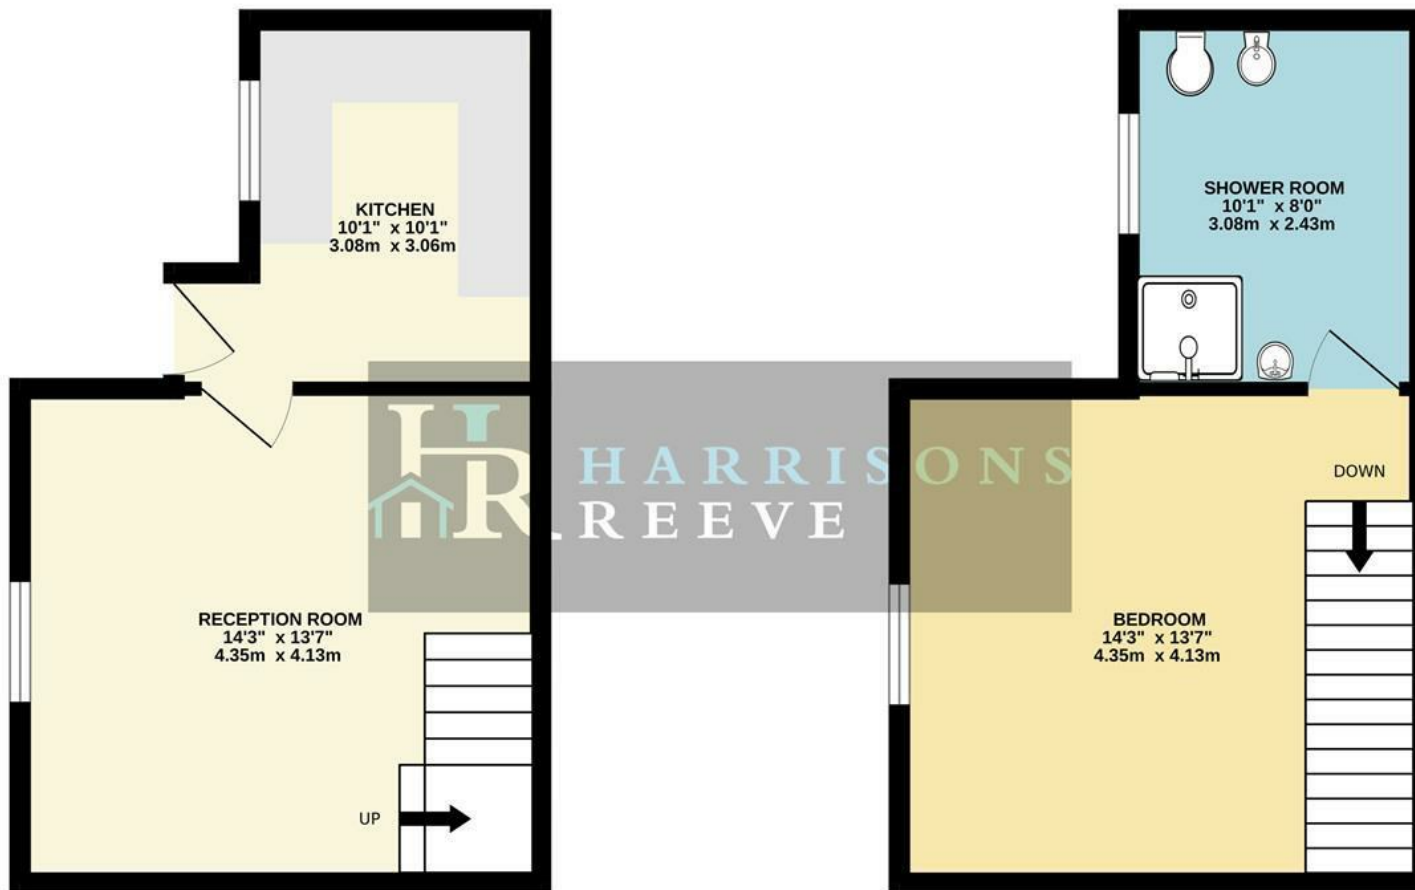 KITCHEN
10'1" x 10'1"
3.08m x 3.06m
SHOWER ROOM
10'1" x 8'0"
3.08m x 2.43m
HR HARRISONS
REEVE
DOWN
RECEPTION ROOM
14'3" x 13'7"
4.35m x 4.13m
BEDROOM
14'3" x 13'7"
4.35m x 4.13m
UP